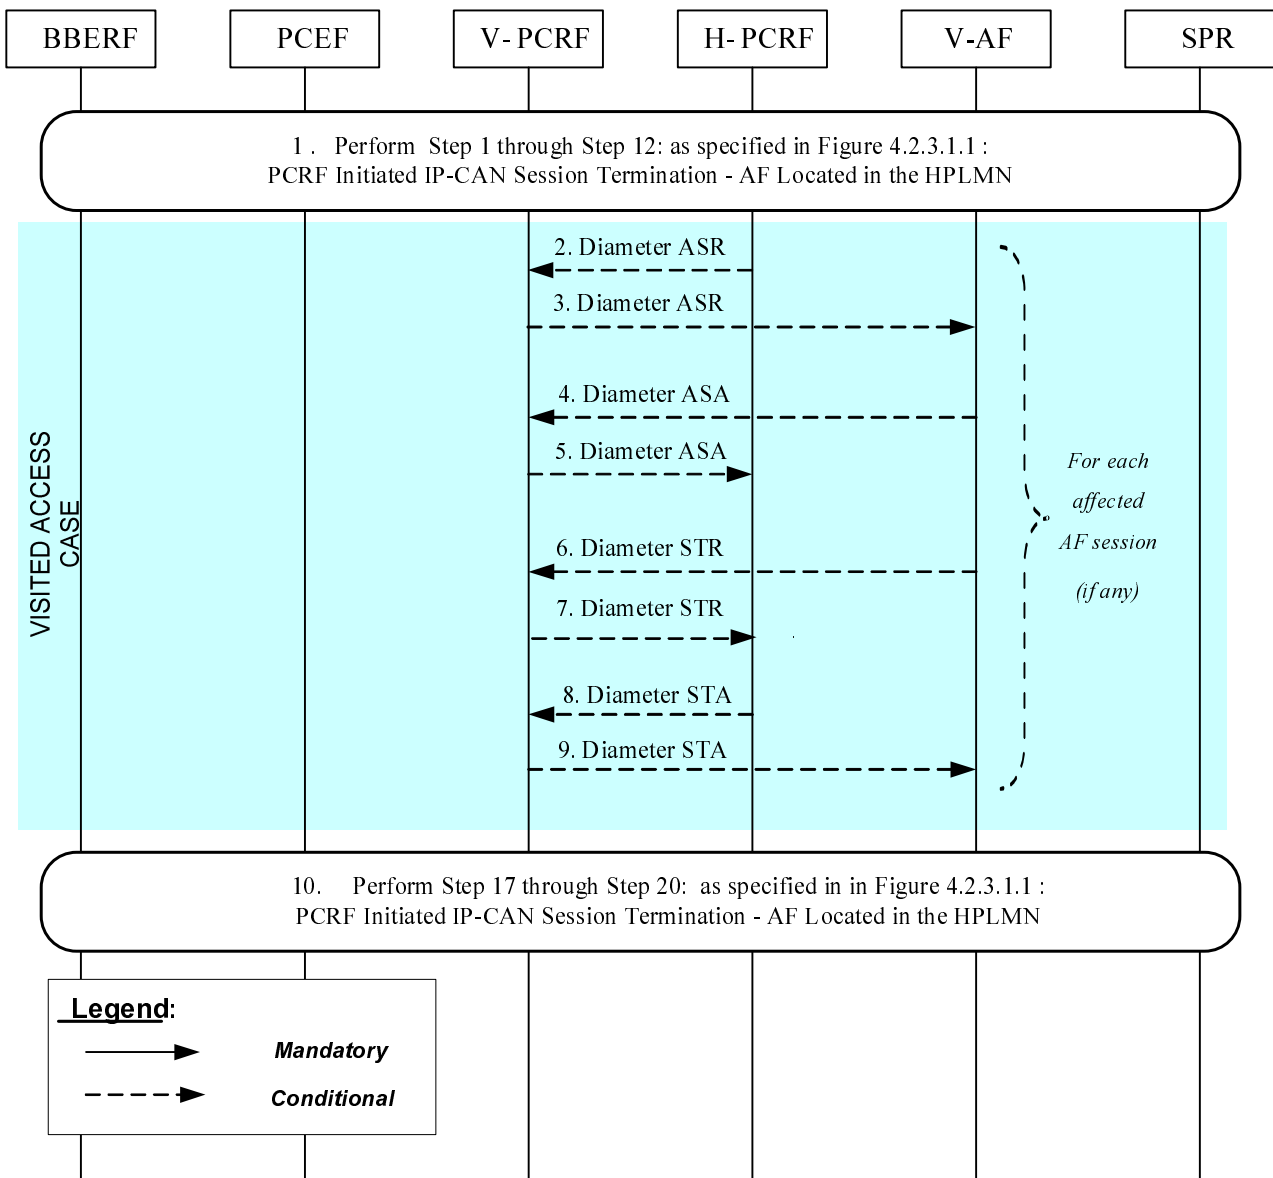 BBERF
PCEF
V- PCRF
H- PCRF
V-AF
SPR
1 . Perform Step 1 through Step 12: as specified in Figure 4.2.3.1.1 :
PCRF Initiated IP-CAN Session Termination - AF Located in the HPLMN
2. Diameter ASR
3. Diameter ASR
4. Diameter ASA
5. Diameter ASA
6. Diameter STR
7. Diameter STR
8. Diameter STA
9. Diameter STA
For each
affected
AF session
(if any)
VISITED ACCESS
CASE
10. Perform Step 17 through Step 20: as specified in in Figure 4.2.3.1.1 :
PCRF Initiated IP-CAN Session Termination - AF Located in the HPLMN
Legend:
Mandatory
Conditional